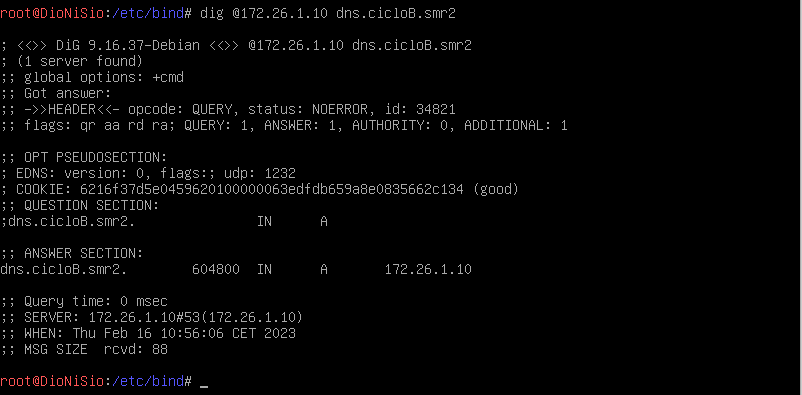 root@DioNiSio:/etc/bind# dig @172.26.1.10 dns.cicloB.smr2
; <<>> DiG 9.16.37-Debian <<>> @172.26.1.10 dns.cicloB.smr2
; (1 server found)
;; global options: +cmd
;; Got answer:
;; ->>HEADER<<- opcode: QUERY, status: NOERROR, id: 34821
;; flags: qr aa rd ra; QUERY: 1, ANSWER: 1, AUTHORITY: 0, ADDITIONAL: 1
;; OPT PSEUDOSECTION:
; EDNS: version: 0, flags:; udp: 1232
; COOKIE: 6216f37d5e0459620100000063edfdb659a8e0835662c134 (good)
;; QUESTION SECTION:
;dns.cicloB.smr2. IN A
;; ANSWER SECTION:
dns.cicloB.smr2. 604800 IN A 172.26.1.10
;; Query time: 0 msec
;; SERVER: 172.26.1.10#53(172.26.1.10)
;; WHEN: Thu Feb 16 10:56:06 CET 2023
;; MSG SIZE rcvd: 88
root@DioNiSio:/etc/bind# _